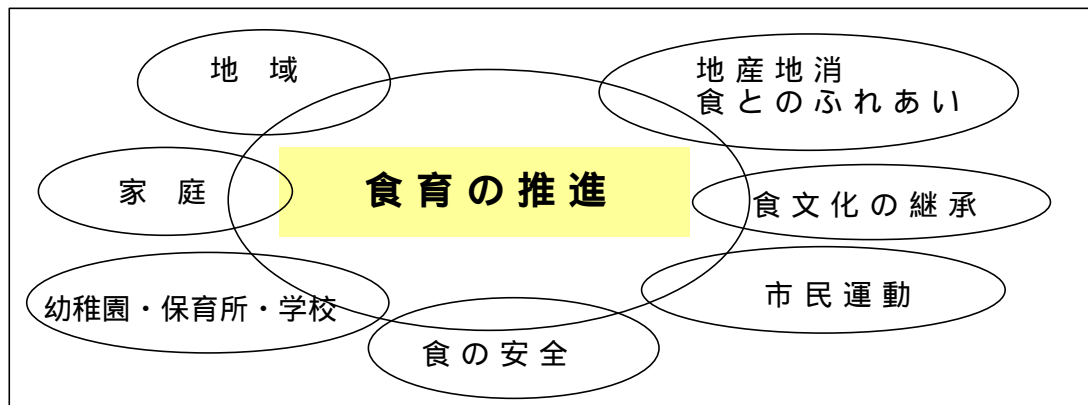 地域
地産地消
食とのふれあい
家庭
食育の推進
食文化の継承
幼稚園・保育所・学校
市民運動
食の安全